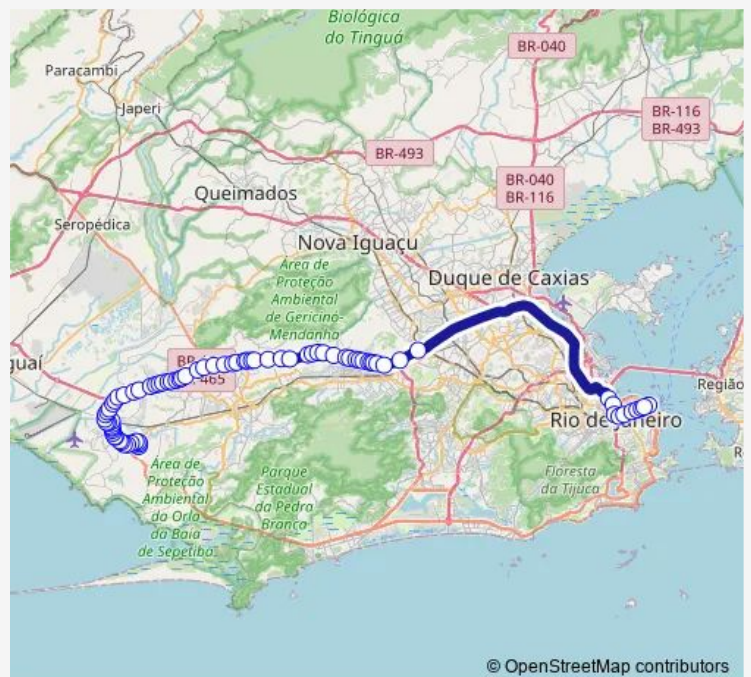 Biológica
do Tinguá
BR-040
Paracambi
Japeri
BR-116
BR-493
BR-493
BR-040
BR-116
Queimados
Seropédica
Nova Iguaçu
Área de
Proteção
Ambiental
de Gericinó-
Mendanha
Duque de Caxias
guaí
465
Região
Rio de Janeiro
Área de
Proteção
Ambiental
da Orla
da Baía
de Sepetiba
Parque
Estadual
da Pedra
Branca
Floresta
da Tijuca
© OpenStreetMap contributors